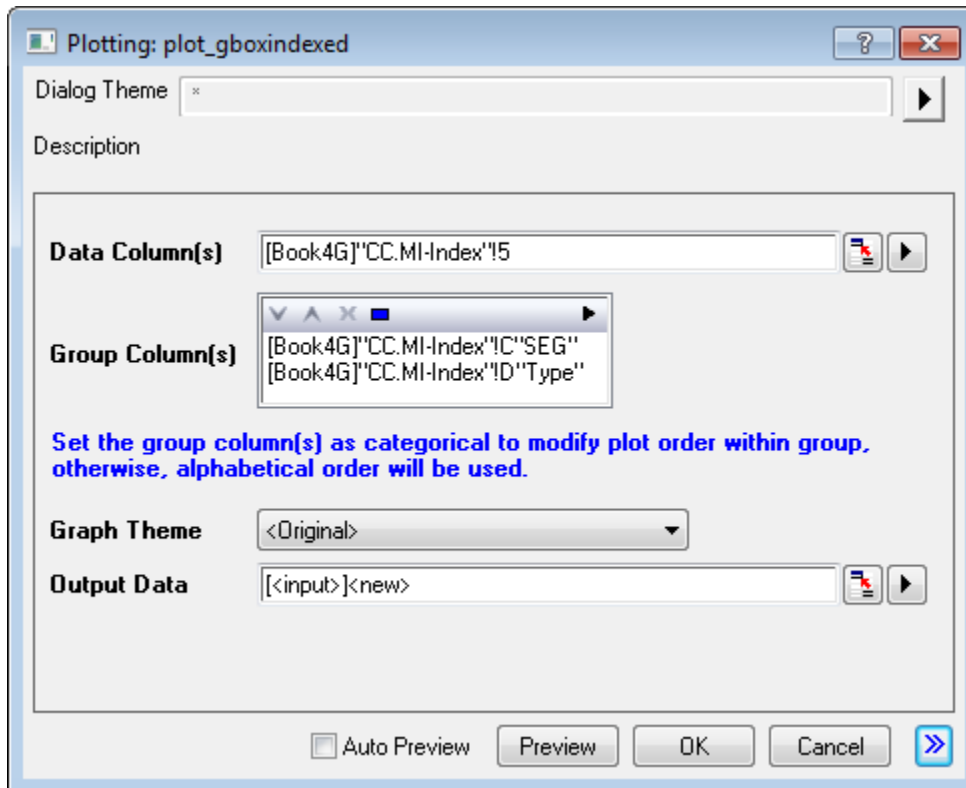 Plotting: plot_gboxindexed
Dialog Theme *
Description
Data Column(s) [Book4G]"CC.MI-Index"!5
Group Column(s)
[Book4G]"CC.MI-Index"!C"SEG"
[Book4G]"CC.MI-Index"!D"Type"
Set the group column(s) as categorical to modify plot order within group,
otherwise, alphabetical order will be used.
Graph Theme <Original>
Output Data [<input>]<new>
Auto Preview Preview OK Cancel